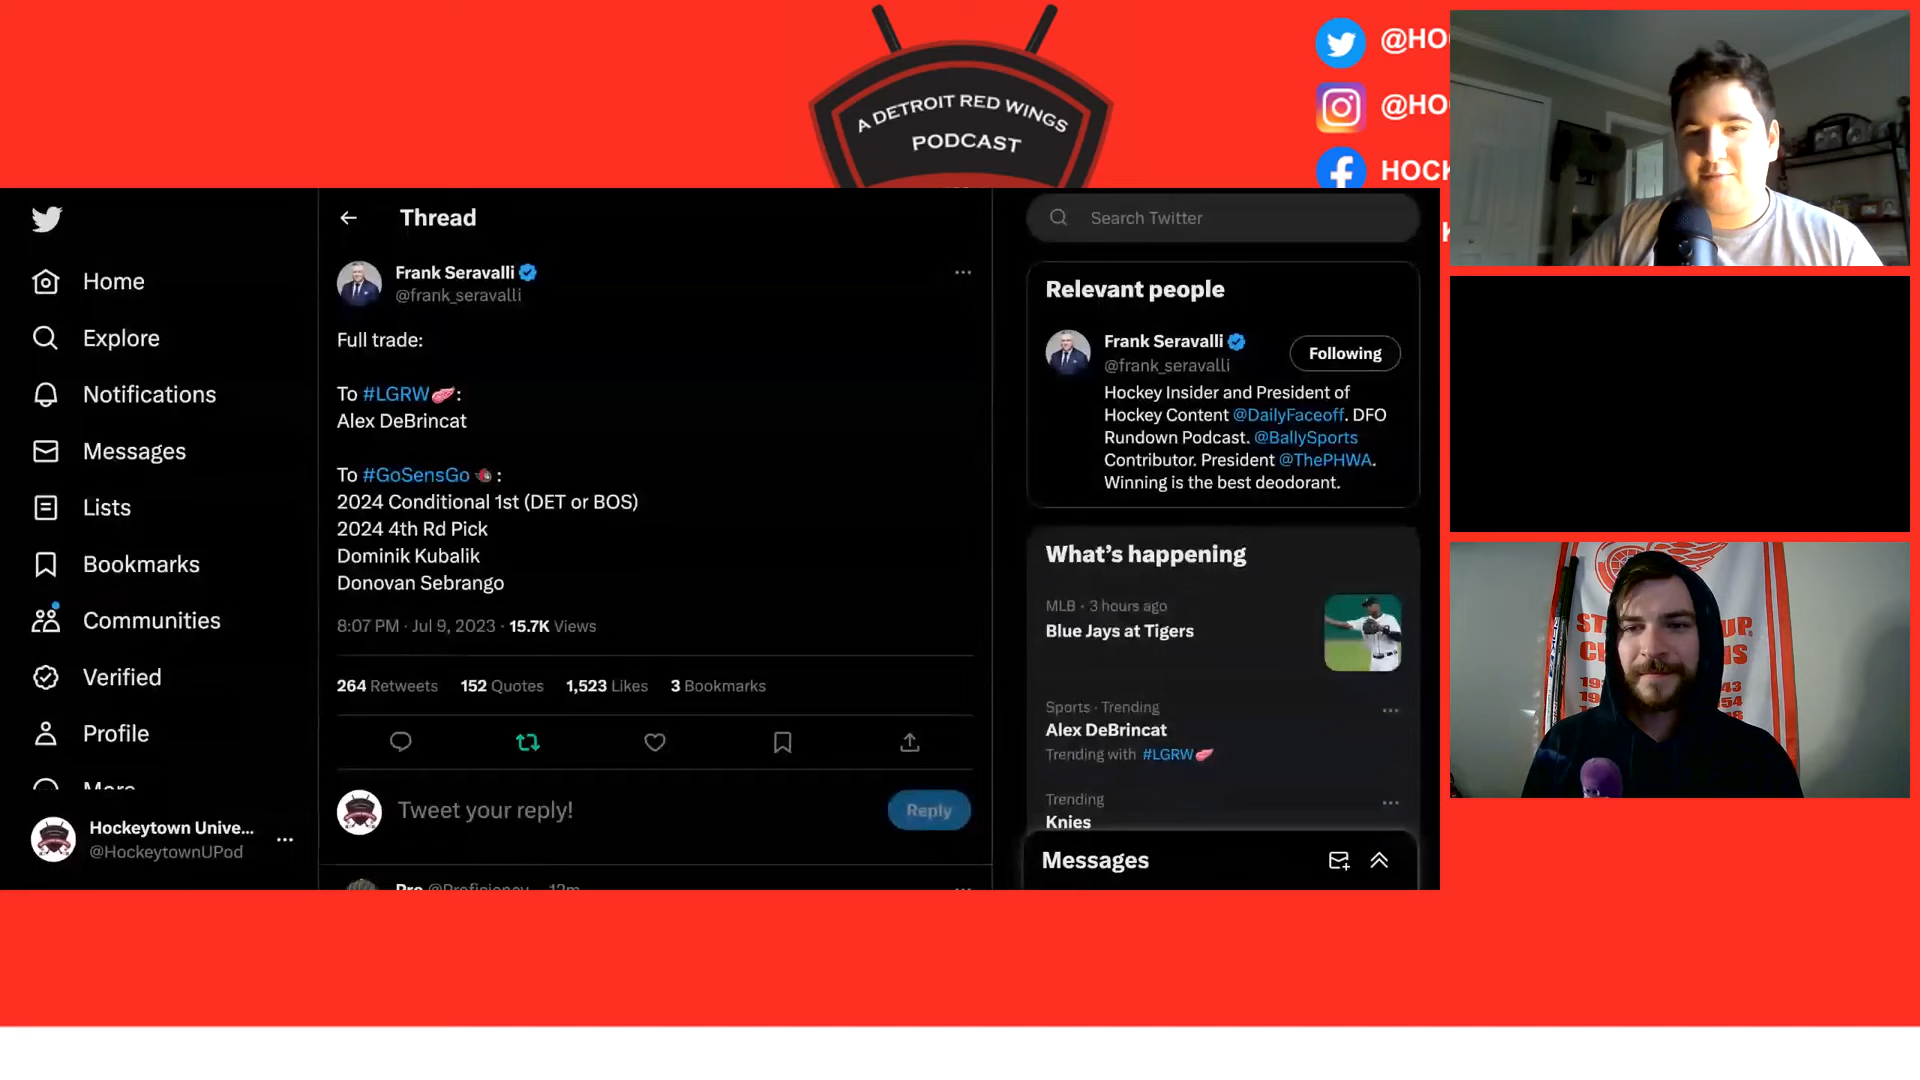 A DETROIT RED WINGS
PODCAST
@HO
@HO
HOCK
Home
Explore
Notifications
Messages
Lists
Bookmarks
Communities
Verified
Profile
More
Hockeytown Unive...
@HockeytownUPod
Thread
Frank Seravalli
@frank_seravalli
Full trade:
To #LGRW:
Alex DeBrincat
To #GoSensGo :
2024 Conditional 1st (DET or BOS)
2024 4th Rd Pick
Dominik Kubalik
Donovan Sebrango
8:07 PM · Jul 9, 2023 · 15.7K Views
264 Retweets 152 Quotes 1,523 Likes 3 Bookmarks
Tweet your reply!
Reply
Pro @Proficiency · 12m
Search Twitter
Relevant people
Frank Seravalli
@frank_seravalli
Following
Hockey Insider and President of
Hockey Content @DailyFaceoff. DFO
Rundown Podcast. @BallySports
Contributor. President @ThePHWA.
Winning is the best deodorant.
What's happening
MLB · 3 hours ago
Blue Jays at Tigers
Sports · Trending
Alex DeBrincat
Trending with #LGRW
Trending
Knies
Messages